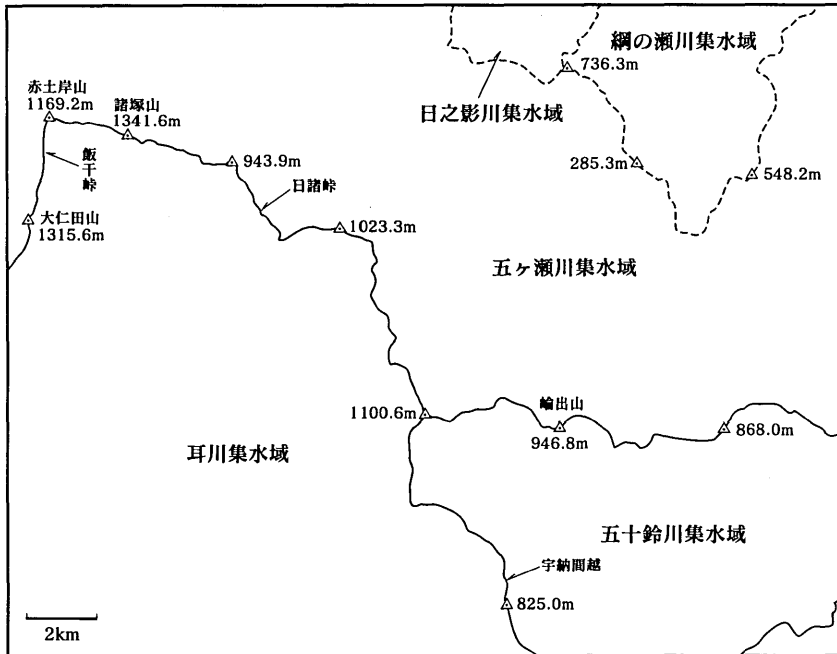 綱の瀬川集水域
736.3m
日之影川集水域
赤土岸山
1169.2m
諸塚山
1341.6m
飯干峠
943.9m
日諸峠
285.3m
548.2m
大仁田山
1315.6m
1023.3m
五ヶ瀬川集水域
1100.6m
諭出山
946.8m
868.0m
耳川集水域
五十鈴川集水域
宇納間越
825.0m
2km